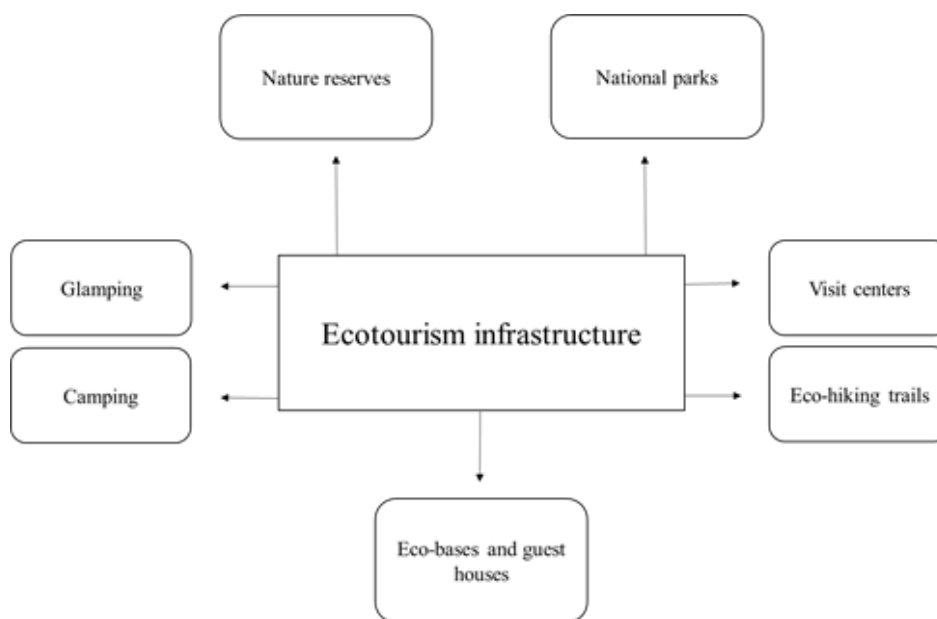 Nature reserves
National parks
Glamping
Visit centers
Ecotourism infrastructure
Camping
Eco-hiking trails
Eco-bases and guest
houses